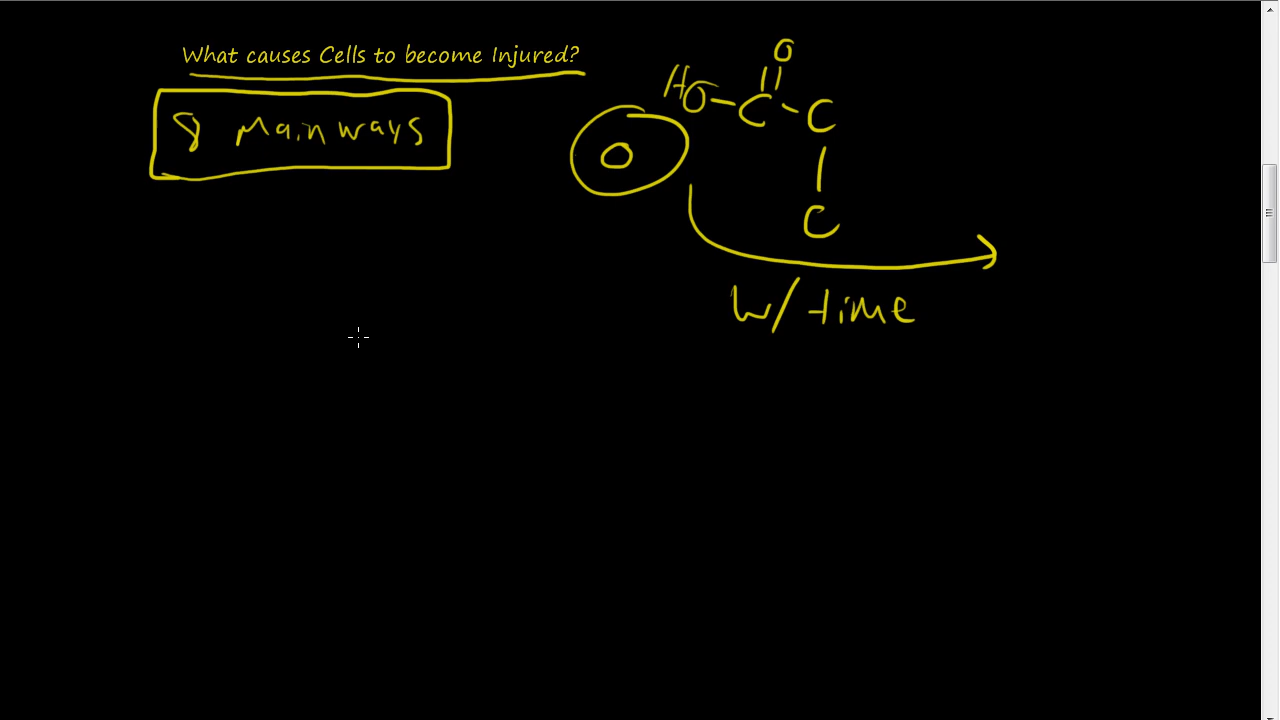 What causes Cells to become Injured?
8 Main ways
O
HO-C-C
C
w/ time